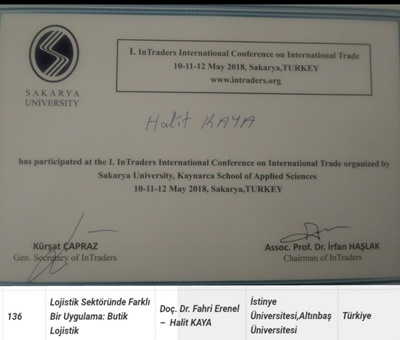 SAKARYA
UNIVERSITY
I. InTraders International Conference on International Trade
10-11-12 May 2018, Sakarya,TURKEY
www.intraders.org
Halit KAYA
has participated at the I. InTraders International Conference on International Trade organized by
Sakarya University, Kaynarca School of Applied Sciences
10-11-12 May 2018, Sakarya,TURKEY
Kürşat ÇAPRAZ
Gen. Secretary of InTraders
Assoc. Prof. Dr. İrfan HAŞLAK
Chairman of InTraders
136
Lojistik Sektöründe Farklı
Bir Uygulama: Butik
Lojistik
Doç. Dr. Fahri Erenel
– Halit KAYA
İstinye
Üniversitesi,Altınbaş
Üniversitesi
Türkiye